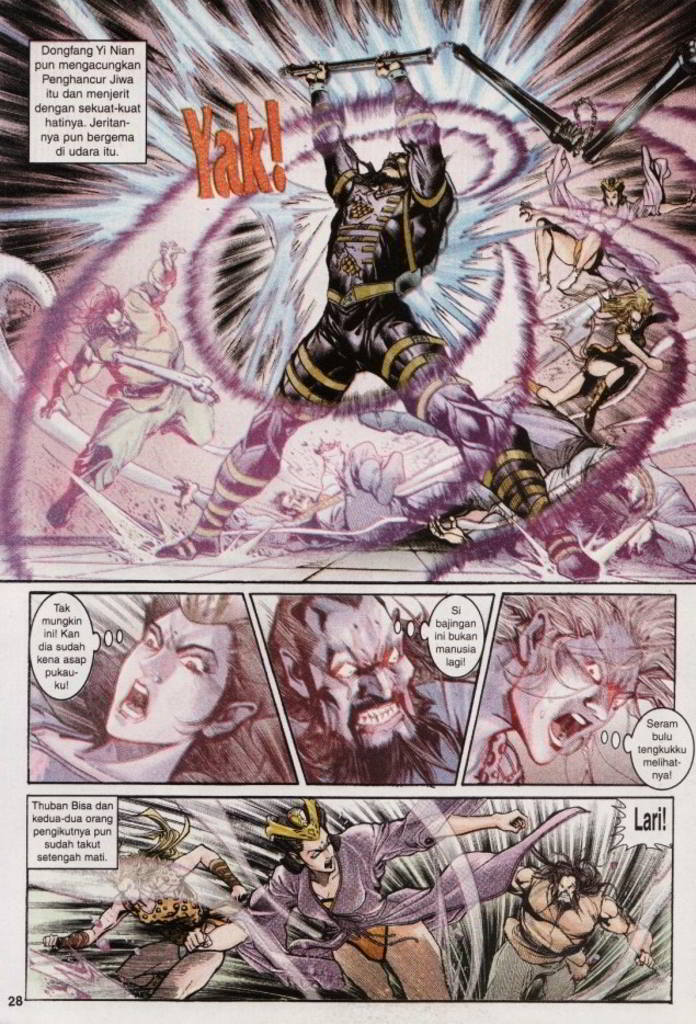 Dongfang Yi Nian
pun mengacungkan
Penghancur Jiwa
itu dan menjerit
dengan sekuat-kuat
hatinya. Jeritan-
nya pun bergema
di udara itu.
Yak!
Tak
mungkin
ini! Kan
dia sudah
kena asap
pukau-
ku!
Si
bajingan
ini bukan
manusia
lagi!
Seram
bulu
tengkukku
melihat-
nya!
Thuban Bisa dan
kedua-dua orang
pengikutnya pun
sudah takut
setengah mati.
Lari!
28